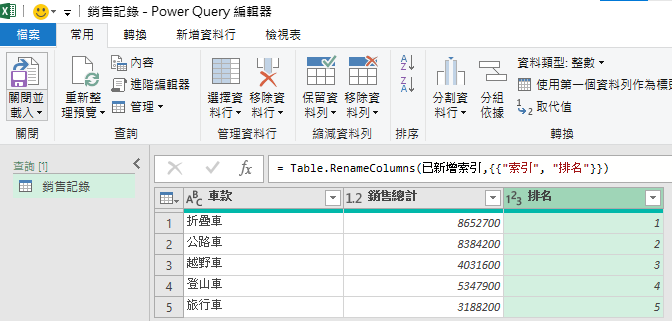 銷售記錄 - Power Query 編輯器
檔案 常用 轉換 新增資料行 檢視表
關閉並載入 重新整理預覽 內容 進階編輯器 管理 選擇資料行 移除資料行 保留資料列 移除資料列 分割資料行 分組依據 資料類型: 整數 使用第一個資料列作為標
取代值
關閉 查詢 管理資料行 縮減資料列 排序 轉換
查詢 [1]
銷售記錄
fx = Table.RenameColumns(已新增索引,{{"索引", "排名"}})
ABC 車款 1.2 銷售總計 123 排名
1 折疊車 8652700 1
2 公路車 8384200 2
3 越野車 4031600 3
4 登山車 5347900 4
5 旅行車 3188200 5